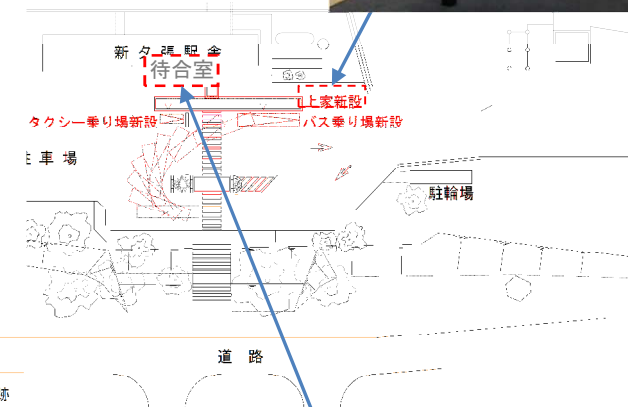 新夕張駅舎
待合室
上家新設
タクシー乗り場新設
バス乗り場新設
駐車場
駐輪場
道路
跡